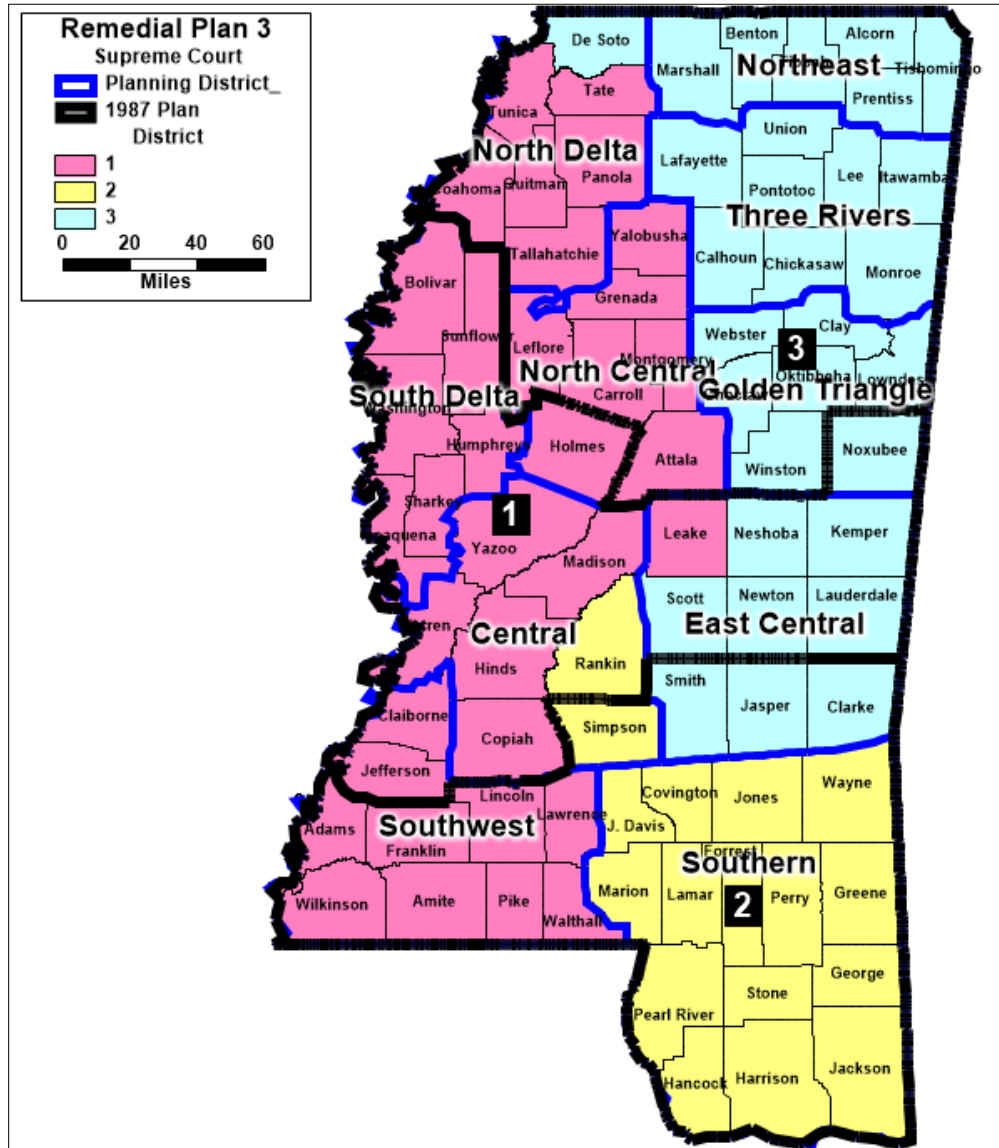 Remedial Plan 3
Supreme Court
Planning District_
1987 Plan
District
1
2
3
0 20 40 60
Miles
De Soto
Benton
Alcorn
Marshall
Northeast
Tishomingo
Tate
Prentiss
Tunica
Union
North Delta
Lafayette
Lee
Itawamba
Quitman
Panola
Pontotoc
Three Rivers
Yalobusha
Tallahatchie
Calhoun
Chickasaw
Monroe
Bolivar
Grenada
Webster
Clay
Sunflower
Leflore
3
Montgomery
North Central
Oktibbeha
Lowndes
South Delta
Carroll
Golden Triangle
Washington
Humphreys
Holmes
Attala
Winston
Noxubee
Sharkey
1
Yazoo
Leake
Neshoba
Kemper
Madison
Scott
Newton
Lauderdale
Central
East Central
Hinds
Rankin
Smith
Jasper
Clarke
Claiborne
Copiah
Simpson
Jefferson
Lincoln
Lawrence
Covington
Jones
Wayne
Adams
Southwest
J. Davis
Franklin
Forrest
Southern
Wilkinson
Amite
Pike
Walthall
Marion
Lamar
2
Perry
Greene
George
Stone
Pearl River
Hancock
Harrison
Jackson